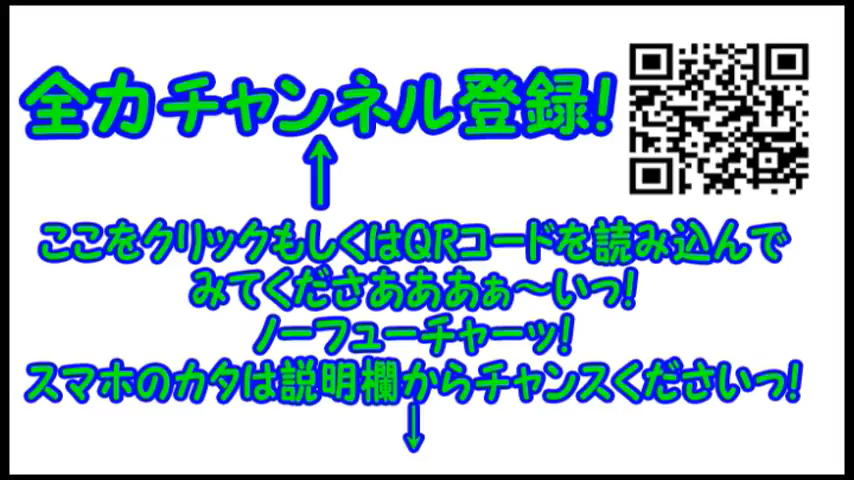 全力チャンネル登録!
↑
ここをクリックもしくはQRコードを読み込んで
みてくださあああぁ〜いっ!
ノーフューチャーッ!
スマホのカタは説明欄からチャンスくださいっ!
↓